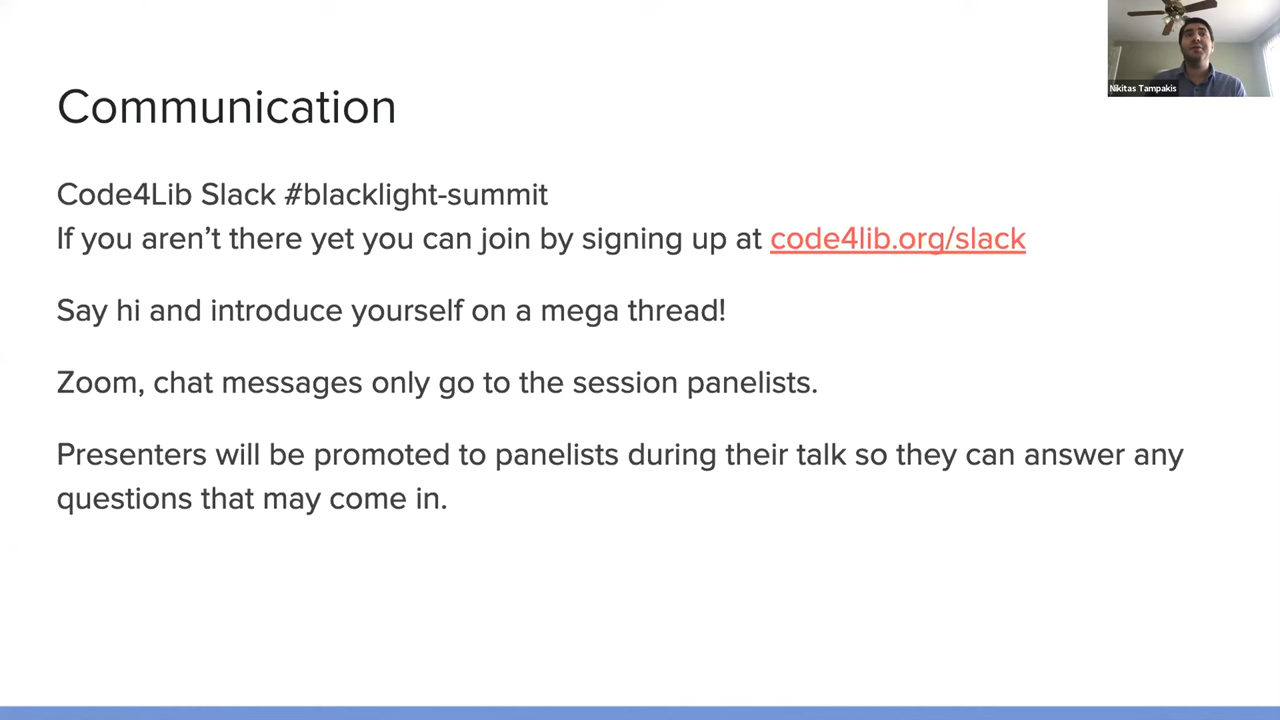 Communication
Code4Lib Slack #blacklight-summit
If you aren’t there yet you can join by signing up at code4lib.org/slack
Say hi and introduce yourself on a mega thread!
Zoom, chat messages only go to the session panelists.
Presenters will be promoted to panelists during their talk so they can answer any
questions that may come in.
Nikitas Tampakis